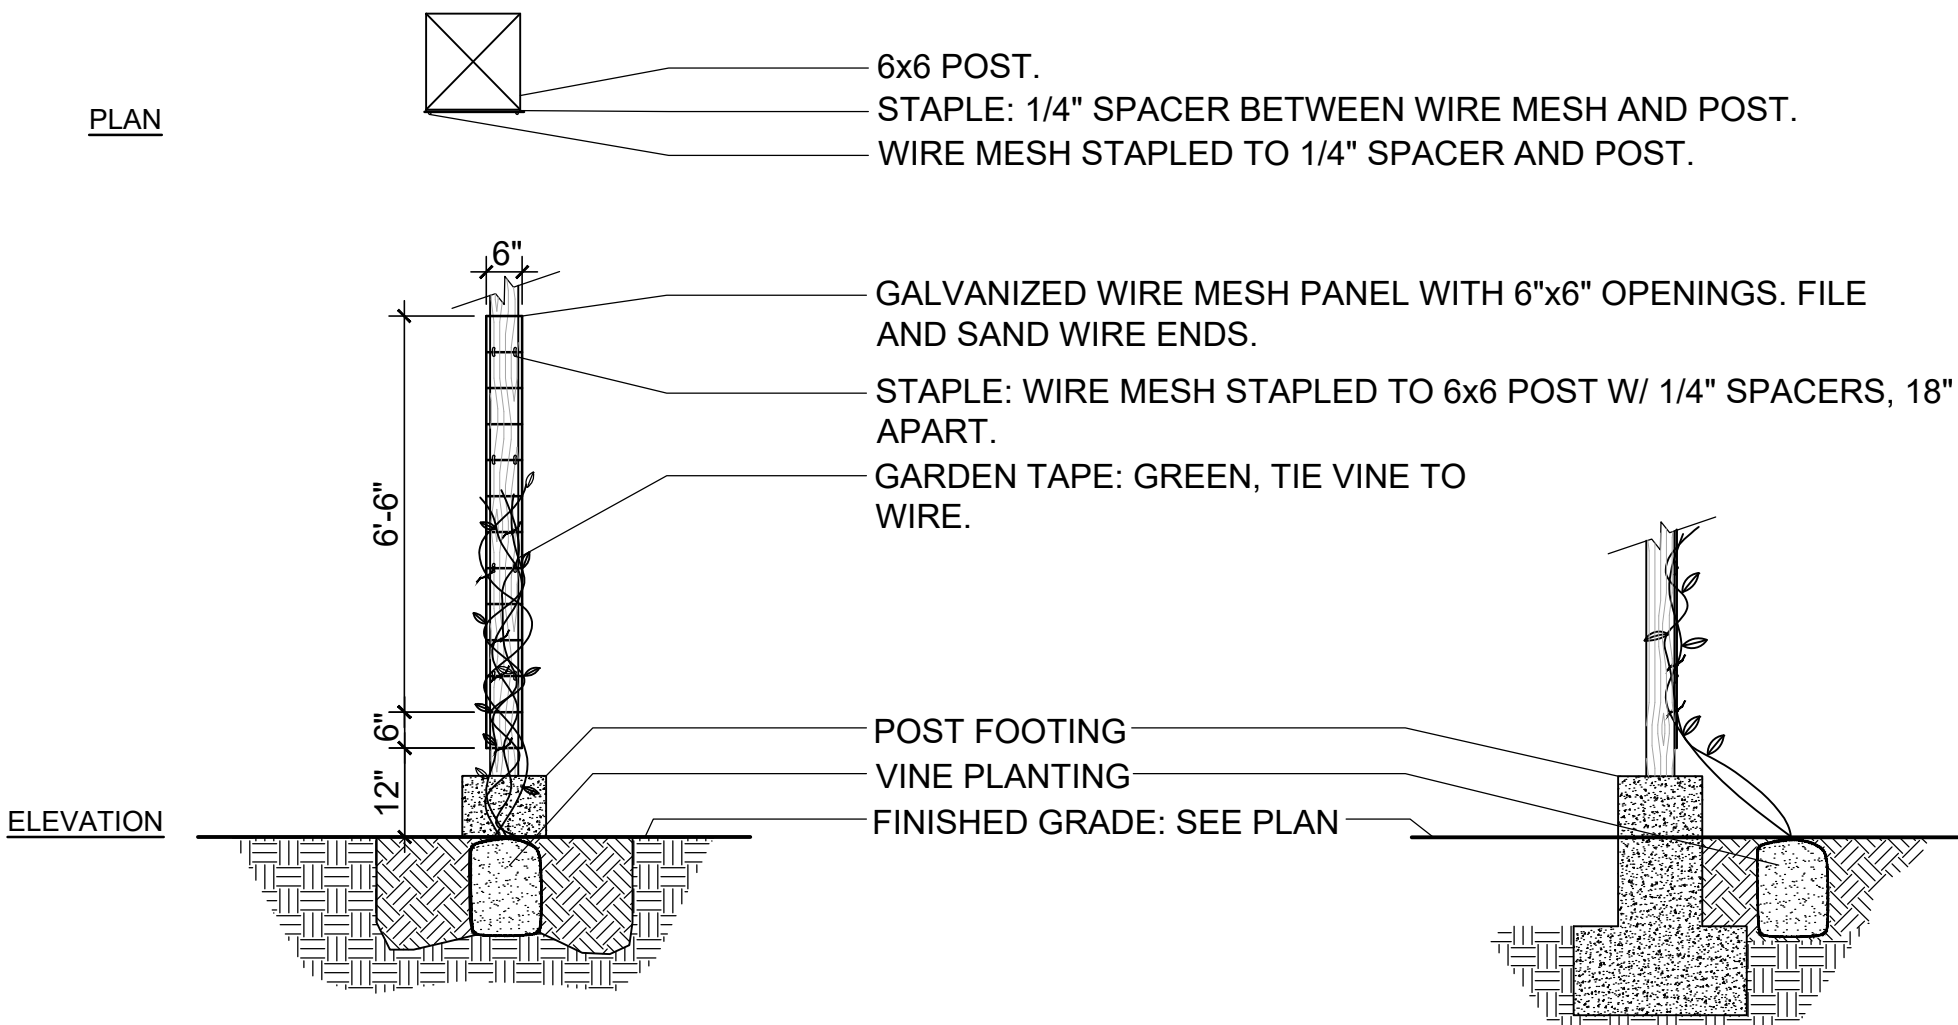 PLAN
6x6 POST.
STAPLE: 1/4" SPACER BETWEEN WIRE MESH AND POST.
WIRE MESH STAPLED TO 1/4" SPACER AND POST.
6"
GALVANIZED WIRE MESH PANEL WITH 6"x6" OPENINGS. FILE
AND SAND WIRE ENDS.
STAPLE: WIRE MESH STAPLED TO 6x6 POST W/ 1/4" SPACERS, 18"
APART.
GARDEN TAPE: GREEN, TIE VINE TO
WIRE.
6'-6"
6"
12"
POST FOOTING
VINE PLANTING
FINISHED GRADE: SEE PLAN
ELEVATION